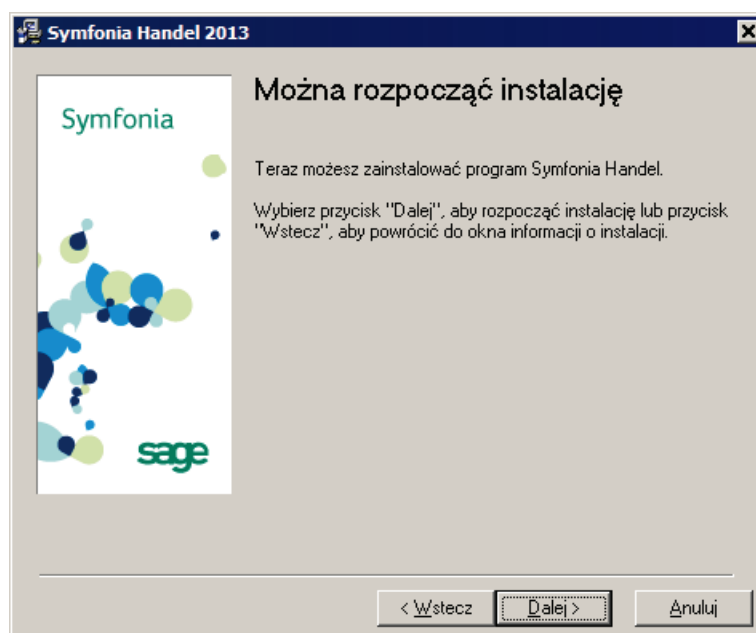 Symfonia Handel 2013
Symfonia
sage
Można rozpocząć instalację
Teraz możesz zainstalować program Symfonia Handel.
Wybierz przycisk "Dalej", aby rozpocząć instalację lub przycisk
"Wstecz", aby powrócić do okna informacji o instalacji.
< Wstecz
Dalej >
Anuluj